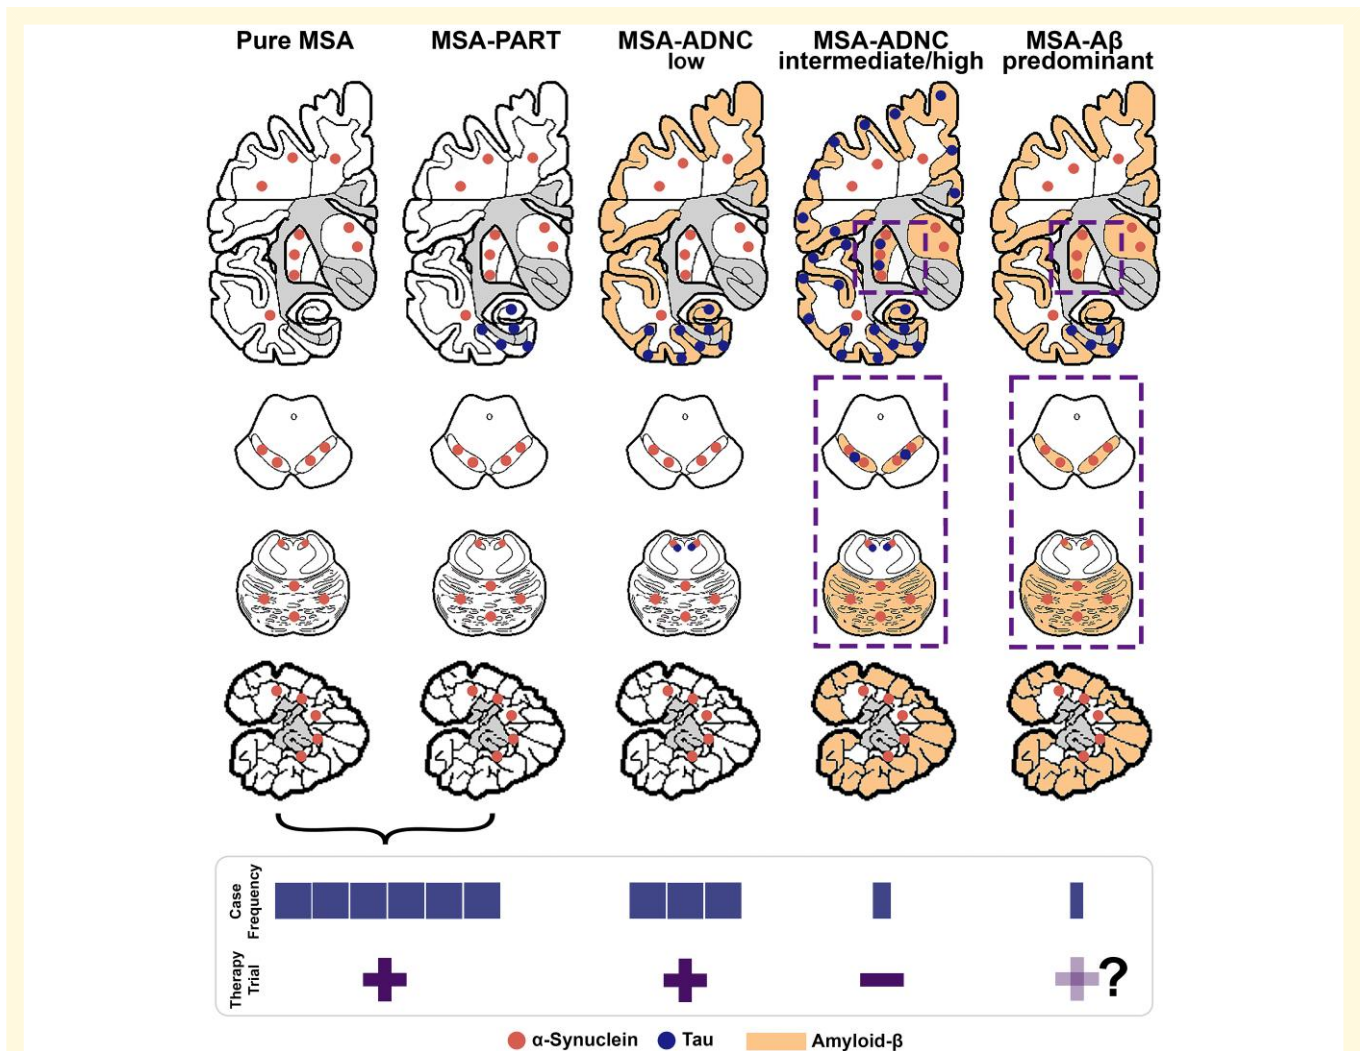 Pure MSA
MSA-PART
MSA-ADNC
low
MSA-ADNC
intermediate/high
MSA-Aβ
predominant
Case
Frequency
Therapy
Trial
?
α-Synuclein
Tau
Amyloid-β